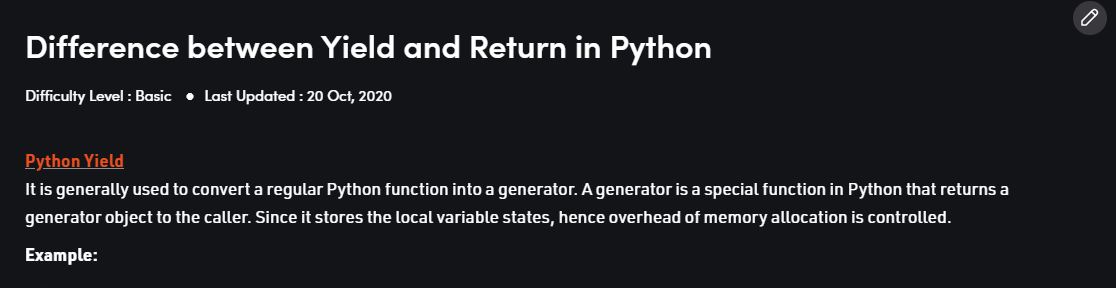 Difference between Yield and Return in Python
Difficulty Level : Basic ● Last Updated : 20 Oct, 2020
Python Yield
It is generally used to convert a regular Python function into a generator. A generator is a special function in Python that returns a
generator object to the caller. Since it stores the local variable states, hence overhead of memory allocation is controlled.
Example: